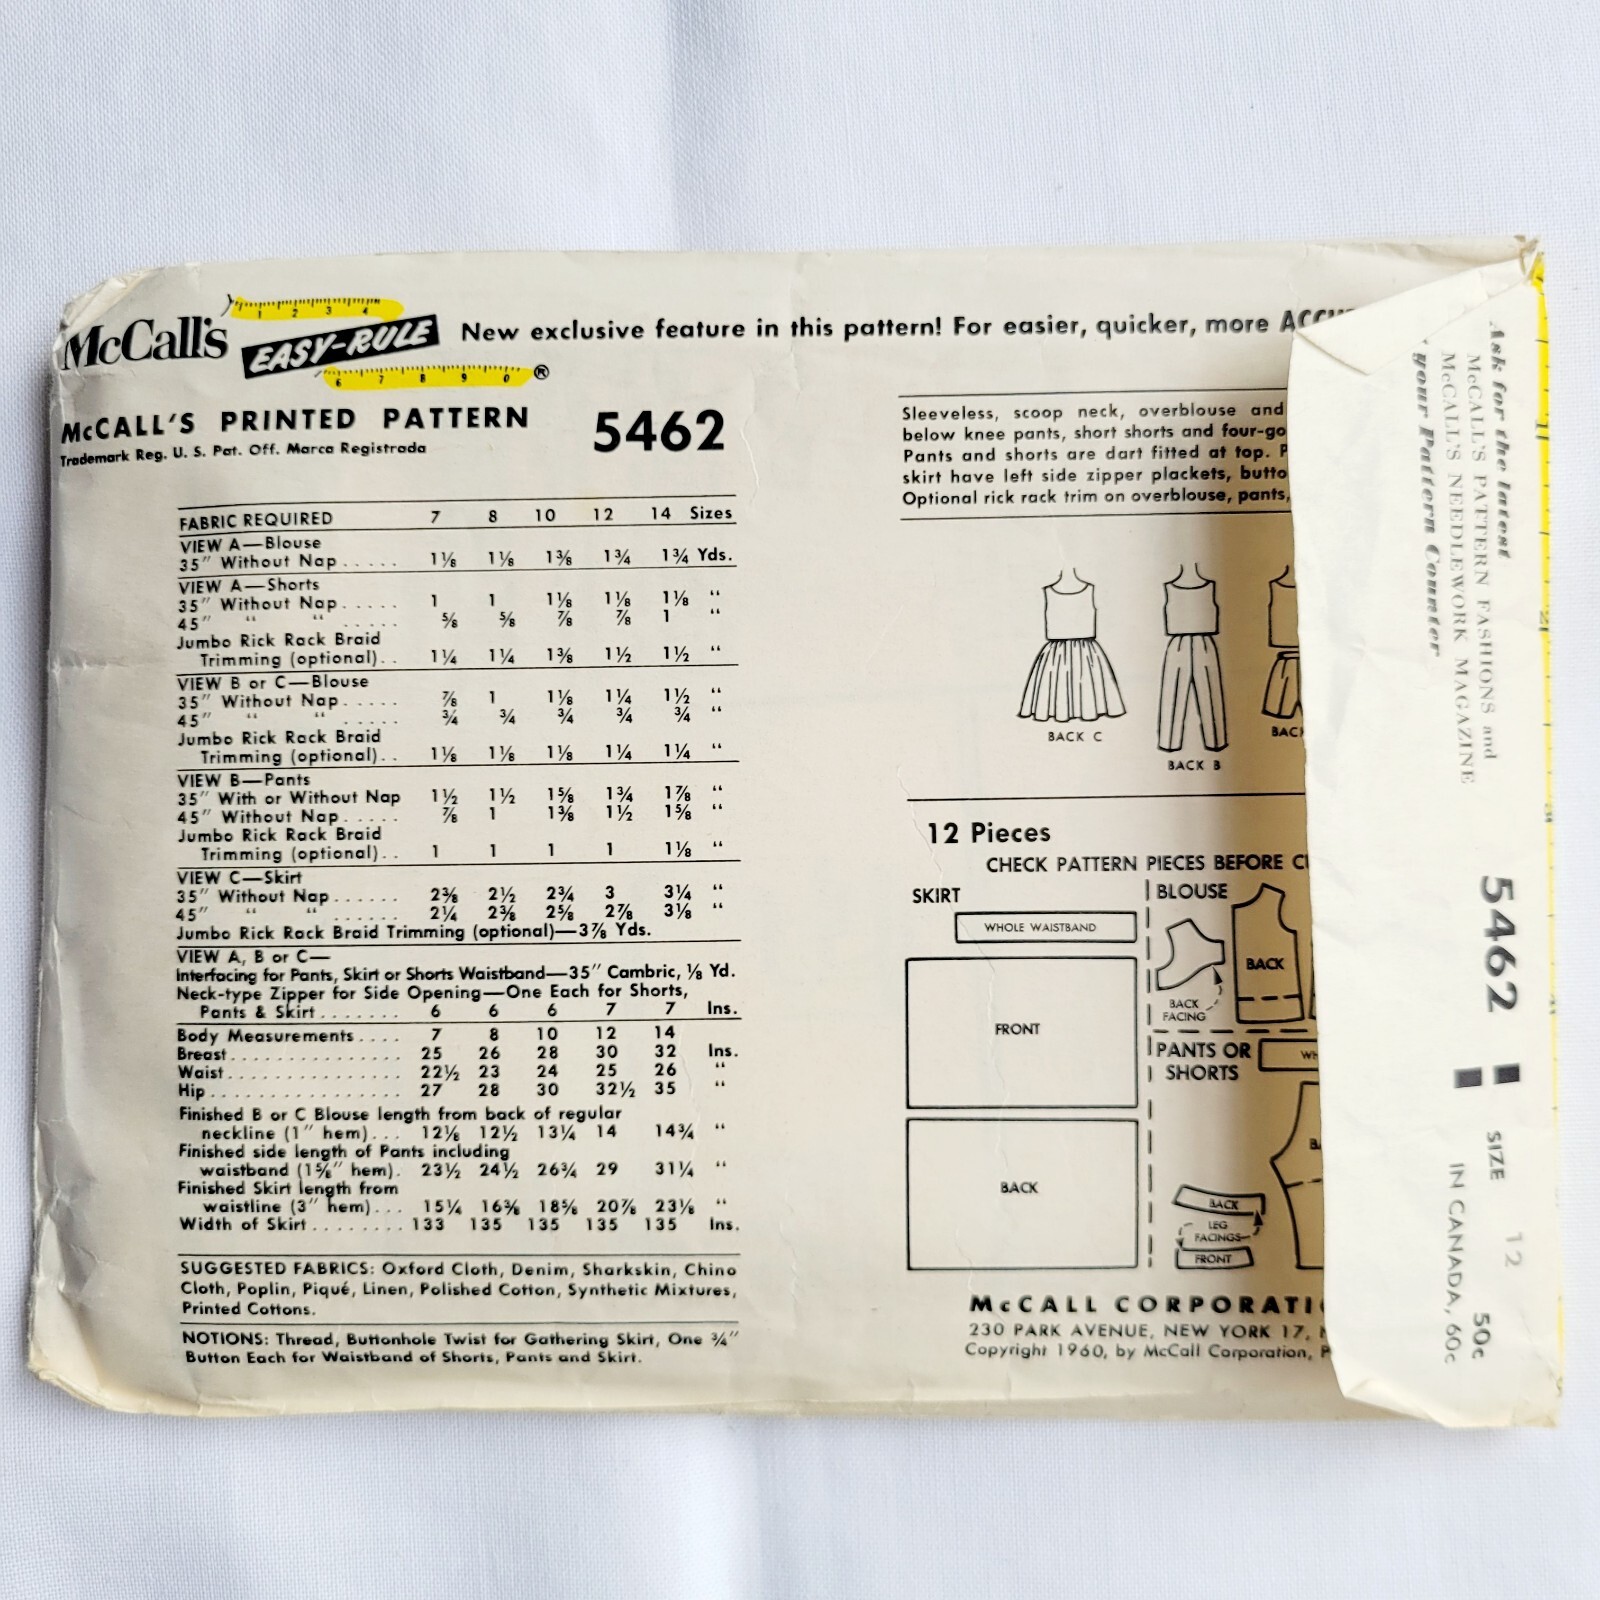 McCall's EASY-RULE ® New exclusive feature in this pattern! For easier, quicker, more
1 2 3 4
6 7 8 9 0
McCALL'S PRINTED PATTERN 5462
Trademark Reg. U. S. Pat. Off. Marca Registrada
FABRIC REQUIRED 7 8 10 12 14 Sizes
VIEW A—Blouse
35" Without Nap..... 1⅛ 1⅛ 1⅜ 1¾ 1¾ Yds.
VIEW A—Shorts
35" Without Nap..... 1 1 1⅛ 1⅛ 1⅛ "
45" " " ..... ⅝ ⅝ ⅞ ⅞ 1 "
Jumbo Rick Rack Braid
Trimming (optional).. 1¼ 1¼ 1⅜ 1½ 1½ "
VIEW B or C—Blouse
35" Without Nap..... ⅞ 1 1⅛ 1¼ 1½ "
45" " " ..... ¾ ¾ ¾ ¾ ¾ "
Jumbo Rick Rack Braid
Trimming (optional).. 1⅛ 1⅛ 1⅛ 1¼ 1¼ "
VIEW B—Pants
35" With or Without Nap 1½ 1½ 1⅝ 1¾ 1⅞ "
45" Without Nap..... ⅞ 1 1⅜ 1½ 1⅝ "
Jumbo Rick Rack Braid
Trimming (optional).. 1 1 1 1 1⅛ "
VIEW C—Skirt
35" Without Nap...... 2⅜ 2½ 2¾ 3 3¼ "
45" " " ...... 2¼ 2⅜ 2⅝ 2⅞ 3⅛ "
Jumbo Rick Rack Braid Trimming (optional)—3⅞ Yds.
VIEW A, B or C—
Interfacing for Pants, Skirt or Shorts Waistband—35" Cambric, ⅛ Yd.
Neck-type Zipper for Side Opening—One Each for Shorts,
Pants & Skirt....... 6 6 6 7 7 Ins.
Body Measurements.... 7 8 10 12 14
Breast............... 25 26 28 30 32 Ins.
Waist............... 22½ 23 24 25 26 "
Hip................. 27 28 30 32½ 35 "
Finished B or C Blouse length from back of regular
neckline (1" hem)... 12⅛ 12½ 13¼ 14 14¾ "
Finished side length of Pants including
waistband (1⅝" hem). 23½ 24½ 26¾ 29 31¼ "
Finished Skirt length from
waistline (3" hem)... 15¼ 16⅜ 18⅝ 20⅞ 23⅛ "
Width of Skirt........ 133 135 135 135 135 Ins.
SUGGESTED FABRICS: Oxford Cloth, Denim, Sharkskin, Chino
Cloth, Poplin, Piqué, Linen, Polished Cotton, Synthetic Mixtures,
Printed Cottons.
NOTIONS: Thread, Buttonhole Twist for Gathering Skirt, One ¾"
Button Each for Waistband of Shorts, Pants and Skirt.
Sleeveless, scoop neck, overblouse and
below knee pants, short shorts and four-go
Pants and shorts are dart fitted at top. P
skirt have left side zipper plackets, butto
Optional rick rack trim on overblouse, pants,
BACK C
BACK B
BACK
12 Pieces
CHECK PATTERN PIECES BEFORE CU
SKIRT
WHOLE WAISTBAND
FRONT
BACK
BLOUSE
BACK
BACK
FACING
PANTS OR
SHORTS
WH
BA
BACK
LEG
FACINGS
FRONT
McCALL CORPORATI
230 PARK AVENUE, NEW YORK 17, N
Copyright 1960, by McCall Corporation, P
Ask for the latest
McCALL'S PATTERN FASHIONS and
McCALL'S NEEDLEWORK MAGAZINE
your Pattern Counter
5462
SIZE 12 50c
IN CANADA, 60c